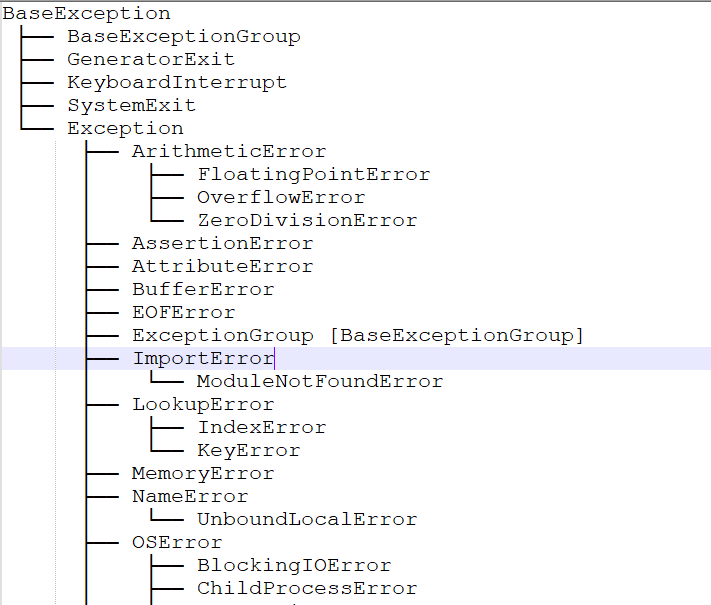 BaseException
BaseExceptionGroup
GeneratorExit
KeyboardInterrupt
SystemExit
Exception
ArithmeticError
FloatingPointError
OverflowError
ZeroDivisionError
AssertionError
AttributeError
BufferError
EOFError
ExceptionGroup [BaseExceptionGroup]
ImportError
ModuleNotFoundError
LookupError
IndexError
KeyError
MemoryError
NameError
UnboundLocalError
OSError
BlockingIOError
ChildProcessError